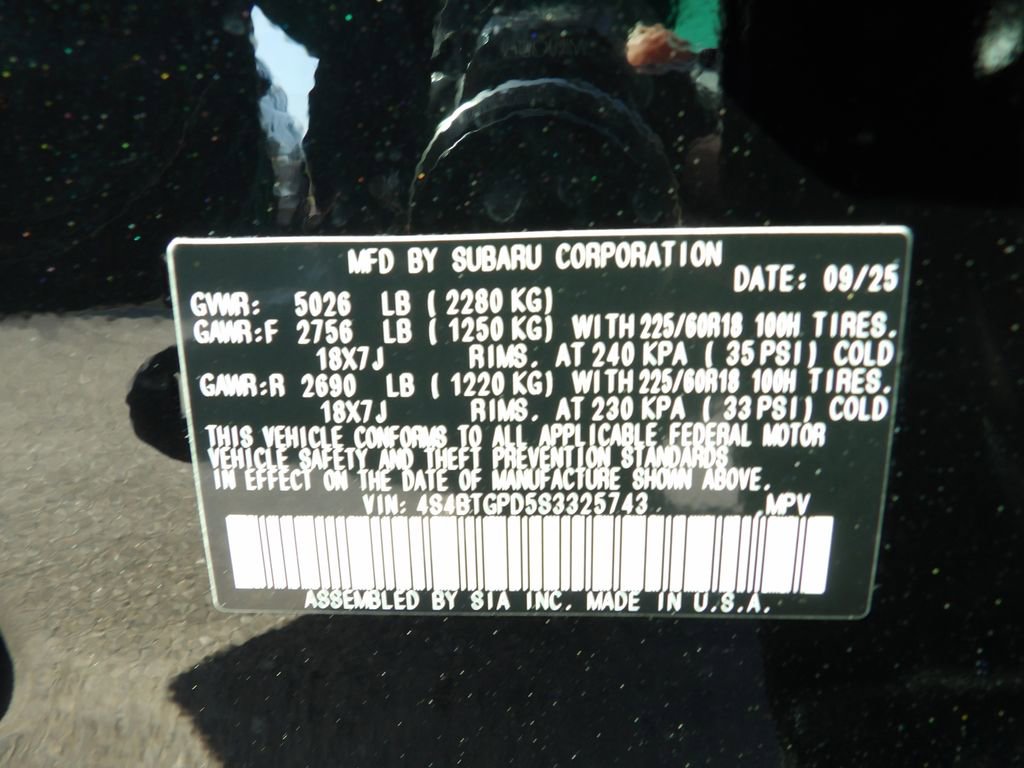 MFD BY SUBARU CORPORATION
DATE: 09/25
GVWR: 5026 LB ( 2280 KG)
GAWR:F 2756 LB ( 1250 KG) WITH 225/60R18 100H TIRES.
18X7J RIMS. AT 240 KPA ( 35 PSI) COLD
GAWR:R 2690 LB ( 1220 KG) WITH 225/60R18 100H TIRES.
18X7J RIMS. AT 230 KPA ( 33 PSI) COLD
THIS VEHICLE CONFORMS TO ALL APPLICABLE FEDERAL MOTOR
VEHICLE SAFETY AND THEFT PREVENTION STANDARDS
IN EFFECT ON THE DATE OF MANUFACTURE SHOWN ABOVE.
VIN: 4S4BTGPD5S3325743 MPV
ASSEMBLED BY SIA INC. MADE IN U.S.A.